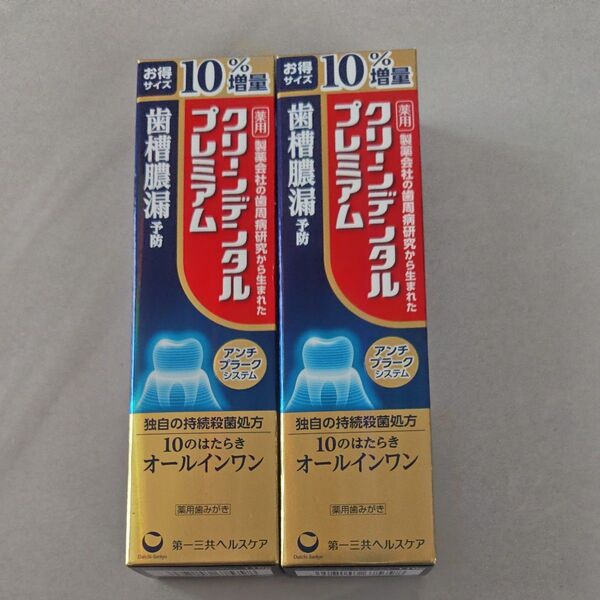 お得
サイズ
10%増量
薬用
製薬会社の歯周病研究から生まれた
クリーンデンタル
プレミアム
歯槽膿漏予防
アンチ
プラーク
システム
独自の持続殺菌処方
10のはたらき
オールインワン
薬用歯みがき
Daiichi-Sankyo
第一三共ヘルスケア
お得
サイズ
10%増量
薬用
製薬会社の歯周病研究から生まれた
クリーンデンタル
プレミアム
歯槽膿漏予防
アンチ
プラーク
システム
独自の持続殺菌処方
10のはたらき
オールインワン
薬用歯みがき
Daiichi-Sankyo
第一三共ヘルスケア